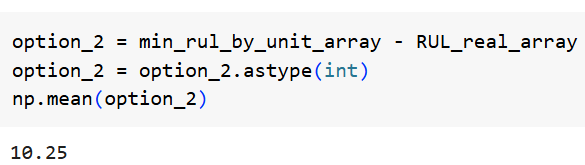 option_2 = min_rul_by_unit_array - RUL_real_array
option_2 = option_2.astype(int)
np.mean(option_2)
10.25